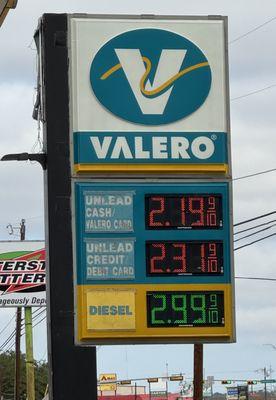 VALERO®
UNLEAD
CASH/
VALERO CARD
2.19 9/10
UNLEAD
CREDIT/
DEBIT CARD
2.31 9/10
DIESEL
2.99 9/10